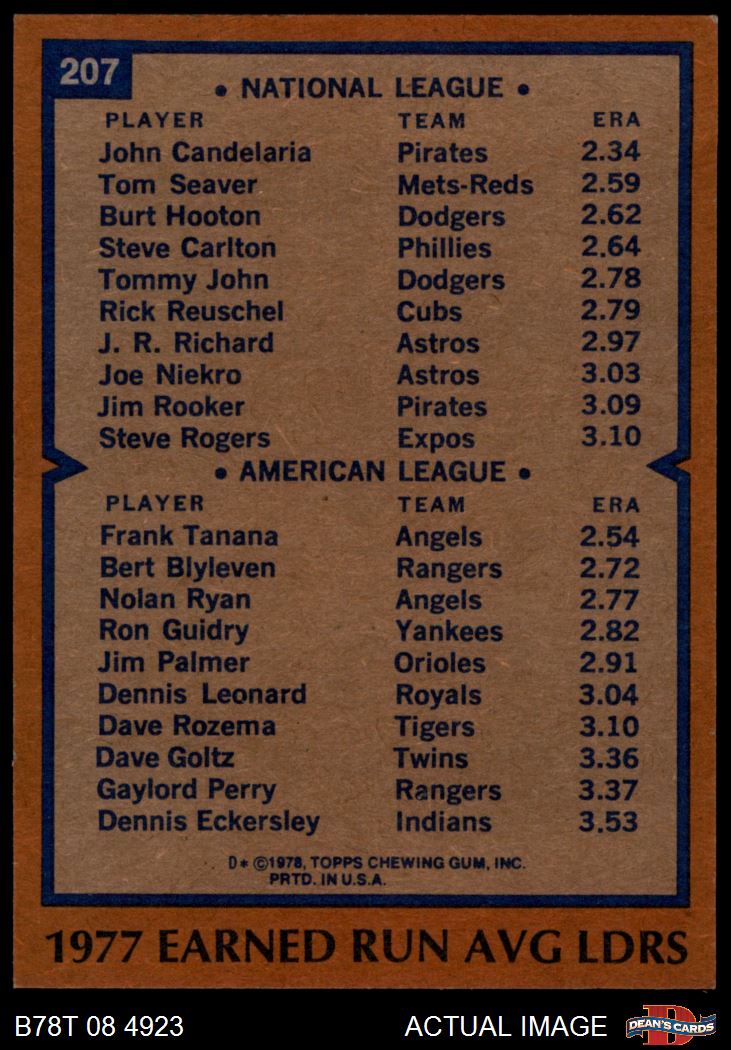 207
• NATIONAL LEAGUE •
PLAYER TEAM ERA
John Candelaria Pirates 2.34
Tom Seaver Mets-Reds 2.59
Burt Hooton Dodgers 2.62
Steve Carlton Phillies 2.64
Tommy John Dodgers 2.78
Rick Reuschel Cubs 2.79
J. R. Richard Astros 2.97
Joe Niekro Astros 3.03
Jim Rooker Pirates 3.09
Steve Rogers Expos 3.10
• AMERICAN LEAGUE •
PLAYER TEAM ERA
Frank Tanana Angels 2.54
Bert Blyleven Rangers 2.72
Nolan Ryan Angels 2.77
Ron Guidry Yankees 2.82
Jim Palmer Orioles 2.91
Dennis Leonard Royals 3.04
Dave Rozema Tigers 3.10
Dave Goltz Twins 3.36
Gaylord Perry Rangers 3.37
Dennis Eckersley Indians 3.53
D* ©1978, TOPPS CHEWING GUM, INC.
PRTD. IN U.S.A.
1977 EARNED RUN AVG LDRS
B78T 08 4923 ACTUAL IMAGE DEAN'S CARDS